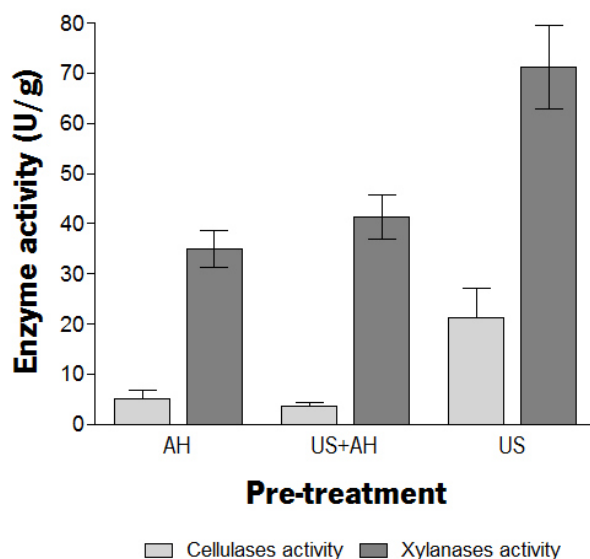 Enzyme activity (U/g)
80
70
60
50
40
30
20
10
0
AH US+AH US
Pre-treatment
Cellulases activity Xylanases activity